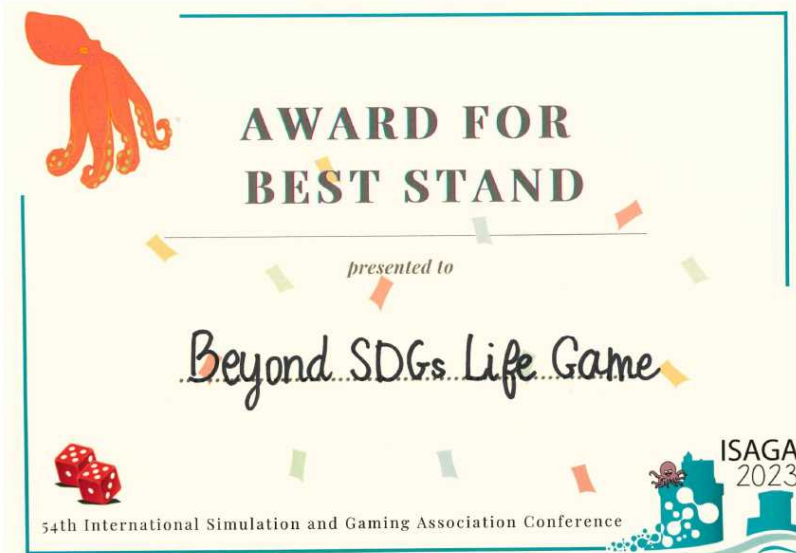 AWARD FOR
BEST STAND
presented to
Beyond SDGs Life Game
ISAGA
2023
54th International Simulation and Gaming Association Conference